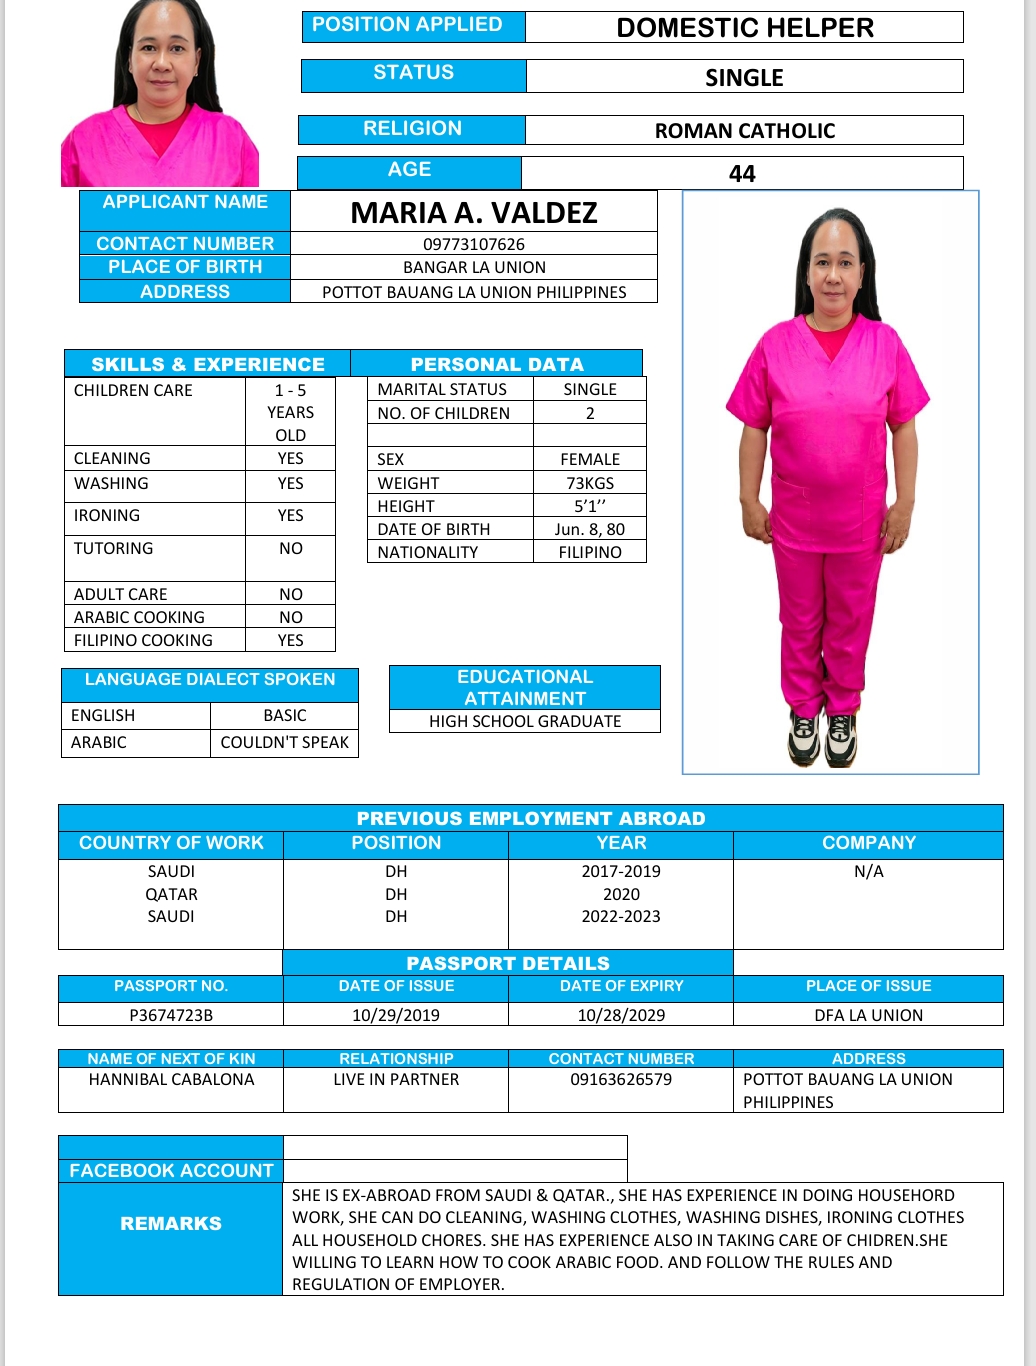 POSITION APPLIED DOMESTIC HELPER
STATUS SINGLE
RELIGION ROMAN CATHOLIC
AGE 44
APPLICANT NAME MARIA A. VALDEZ
CONTACT NUMBER 09773107626
PLACE OF BIRTH BANGAR LA UNION
ADDRESS POTTOT BAUANG LA UNION PHILIPPINES
SKILLS & EXPERIENCE
CHILDREN CARE 1 - 5
YEARS
OLD
CLEANING YES
WASHING YES
IRONING YES
TUTORING NO
ADULT CARE NO
ARABIC COOKING NO
FILIPINO COOKING YES
PERSONAL DATA
MARITAL STATUS SINGLE
NO. OF CHILDREN 2
SEX FEMALE
WEIGHT 73KGS
HEIGHT 5’1’’
DATE OF BIRTH Jun. 8, 80
NATIONALITY FILIPINO
LANGUAGE DIALECT SPOKEN
ENGLISH BASIC
ARABIC COULDN'T SPEAK
EDUCATIONAL
ATTAINMENT
HIGH SCHOOL GRADUATE
PREVIOUS EMPLOYMENT ABROAD
COUNTRY OF WORK POSITION YEAR COMPANY
SAUDI DH 2017-2019 N/A
QATAR DH 2020
SAUDI DH 2022-2023
PASSPORT DETAILS
PASSPORT NO. DATE OF ISSUE DATE OF EXPIRY PLACE OF ISSUE
P3674723B 10/29/2019 10/28/2029 DFA LA UNION
NAME OF NEXT OF KIN RELATIONSHIP CONTACT NUMBER ADDRESS
HANNIBAL CABALONA LIVE IN PARTNER 09163626579 POTTOT BAUANG LA UNION
PHILIPPINES
FACEBOOK ACCOUNT
REMARKS
SHE IS EX-ABROAD FROM SAUDI & QATAR., SHE HAS EXPERIENCE IN DOING HOUSEHORD
WORK, SHE CAN DO CLEANING, WASHING CLOTHES, WASHING DISHES, IRONING CLOTHES
ALL HOUSEHOLD CHORES. SHE HAS EXPERIENCE ALSO IN TAKING CARE OF CHIDREN.SHE
WILLING TO LEARN HOW TO COOK ARABIC FOOD. AND FOLLOW THE RULES AND
REGULATION OF EMPLOYER.